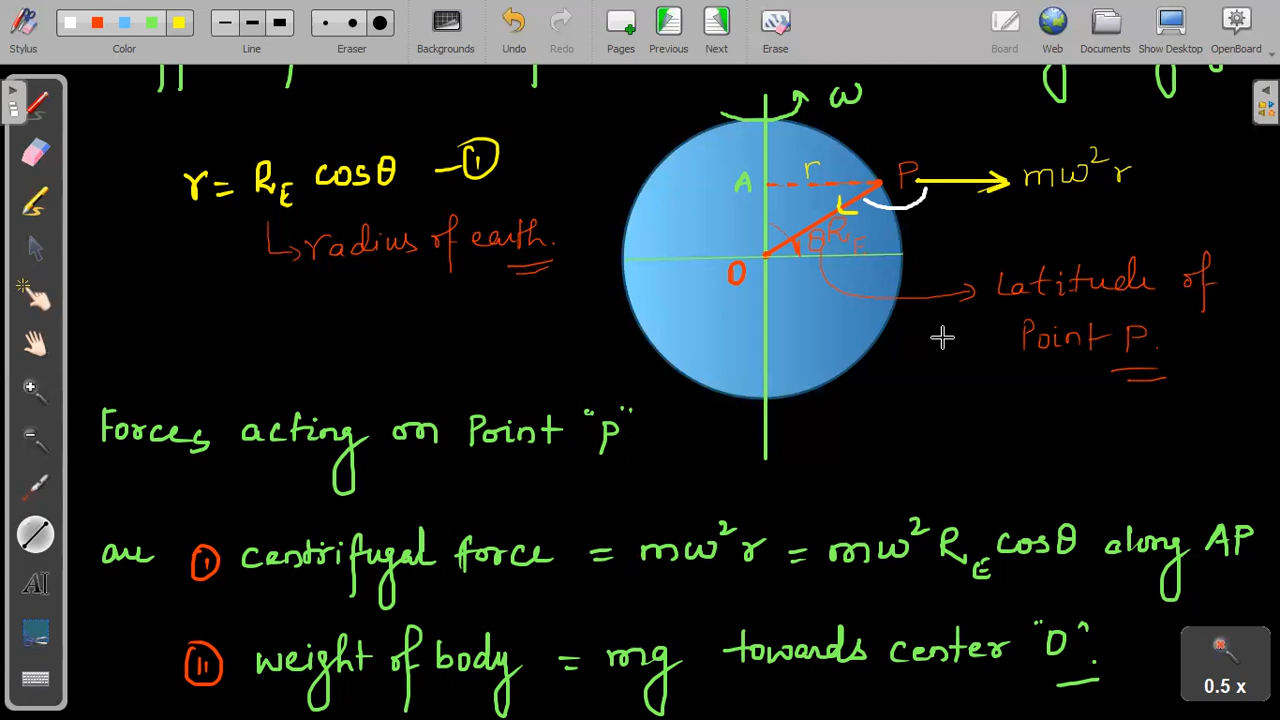 Stylus Color Line Eraser Backgrounds Undo Redo Pages Previous Next Erase Board Web Documents Show Desktop OpenBoard
ω
r = R_E cosθ — ①
A r P mω²r
↳ radius of earth.
θ R_E
O
Latitude of
Point P.
Forces acting on Point "P"
are ① centrifugal force = mω²r = mω² R_E cosθ along AP
② weight of body = mg towards center "O".
0.5 x